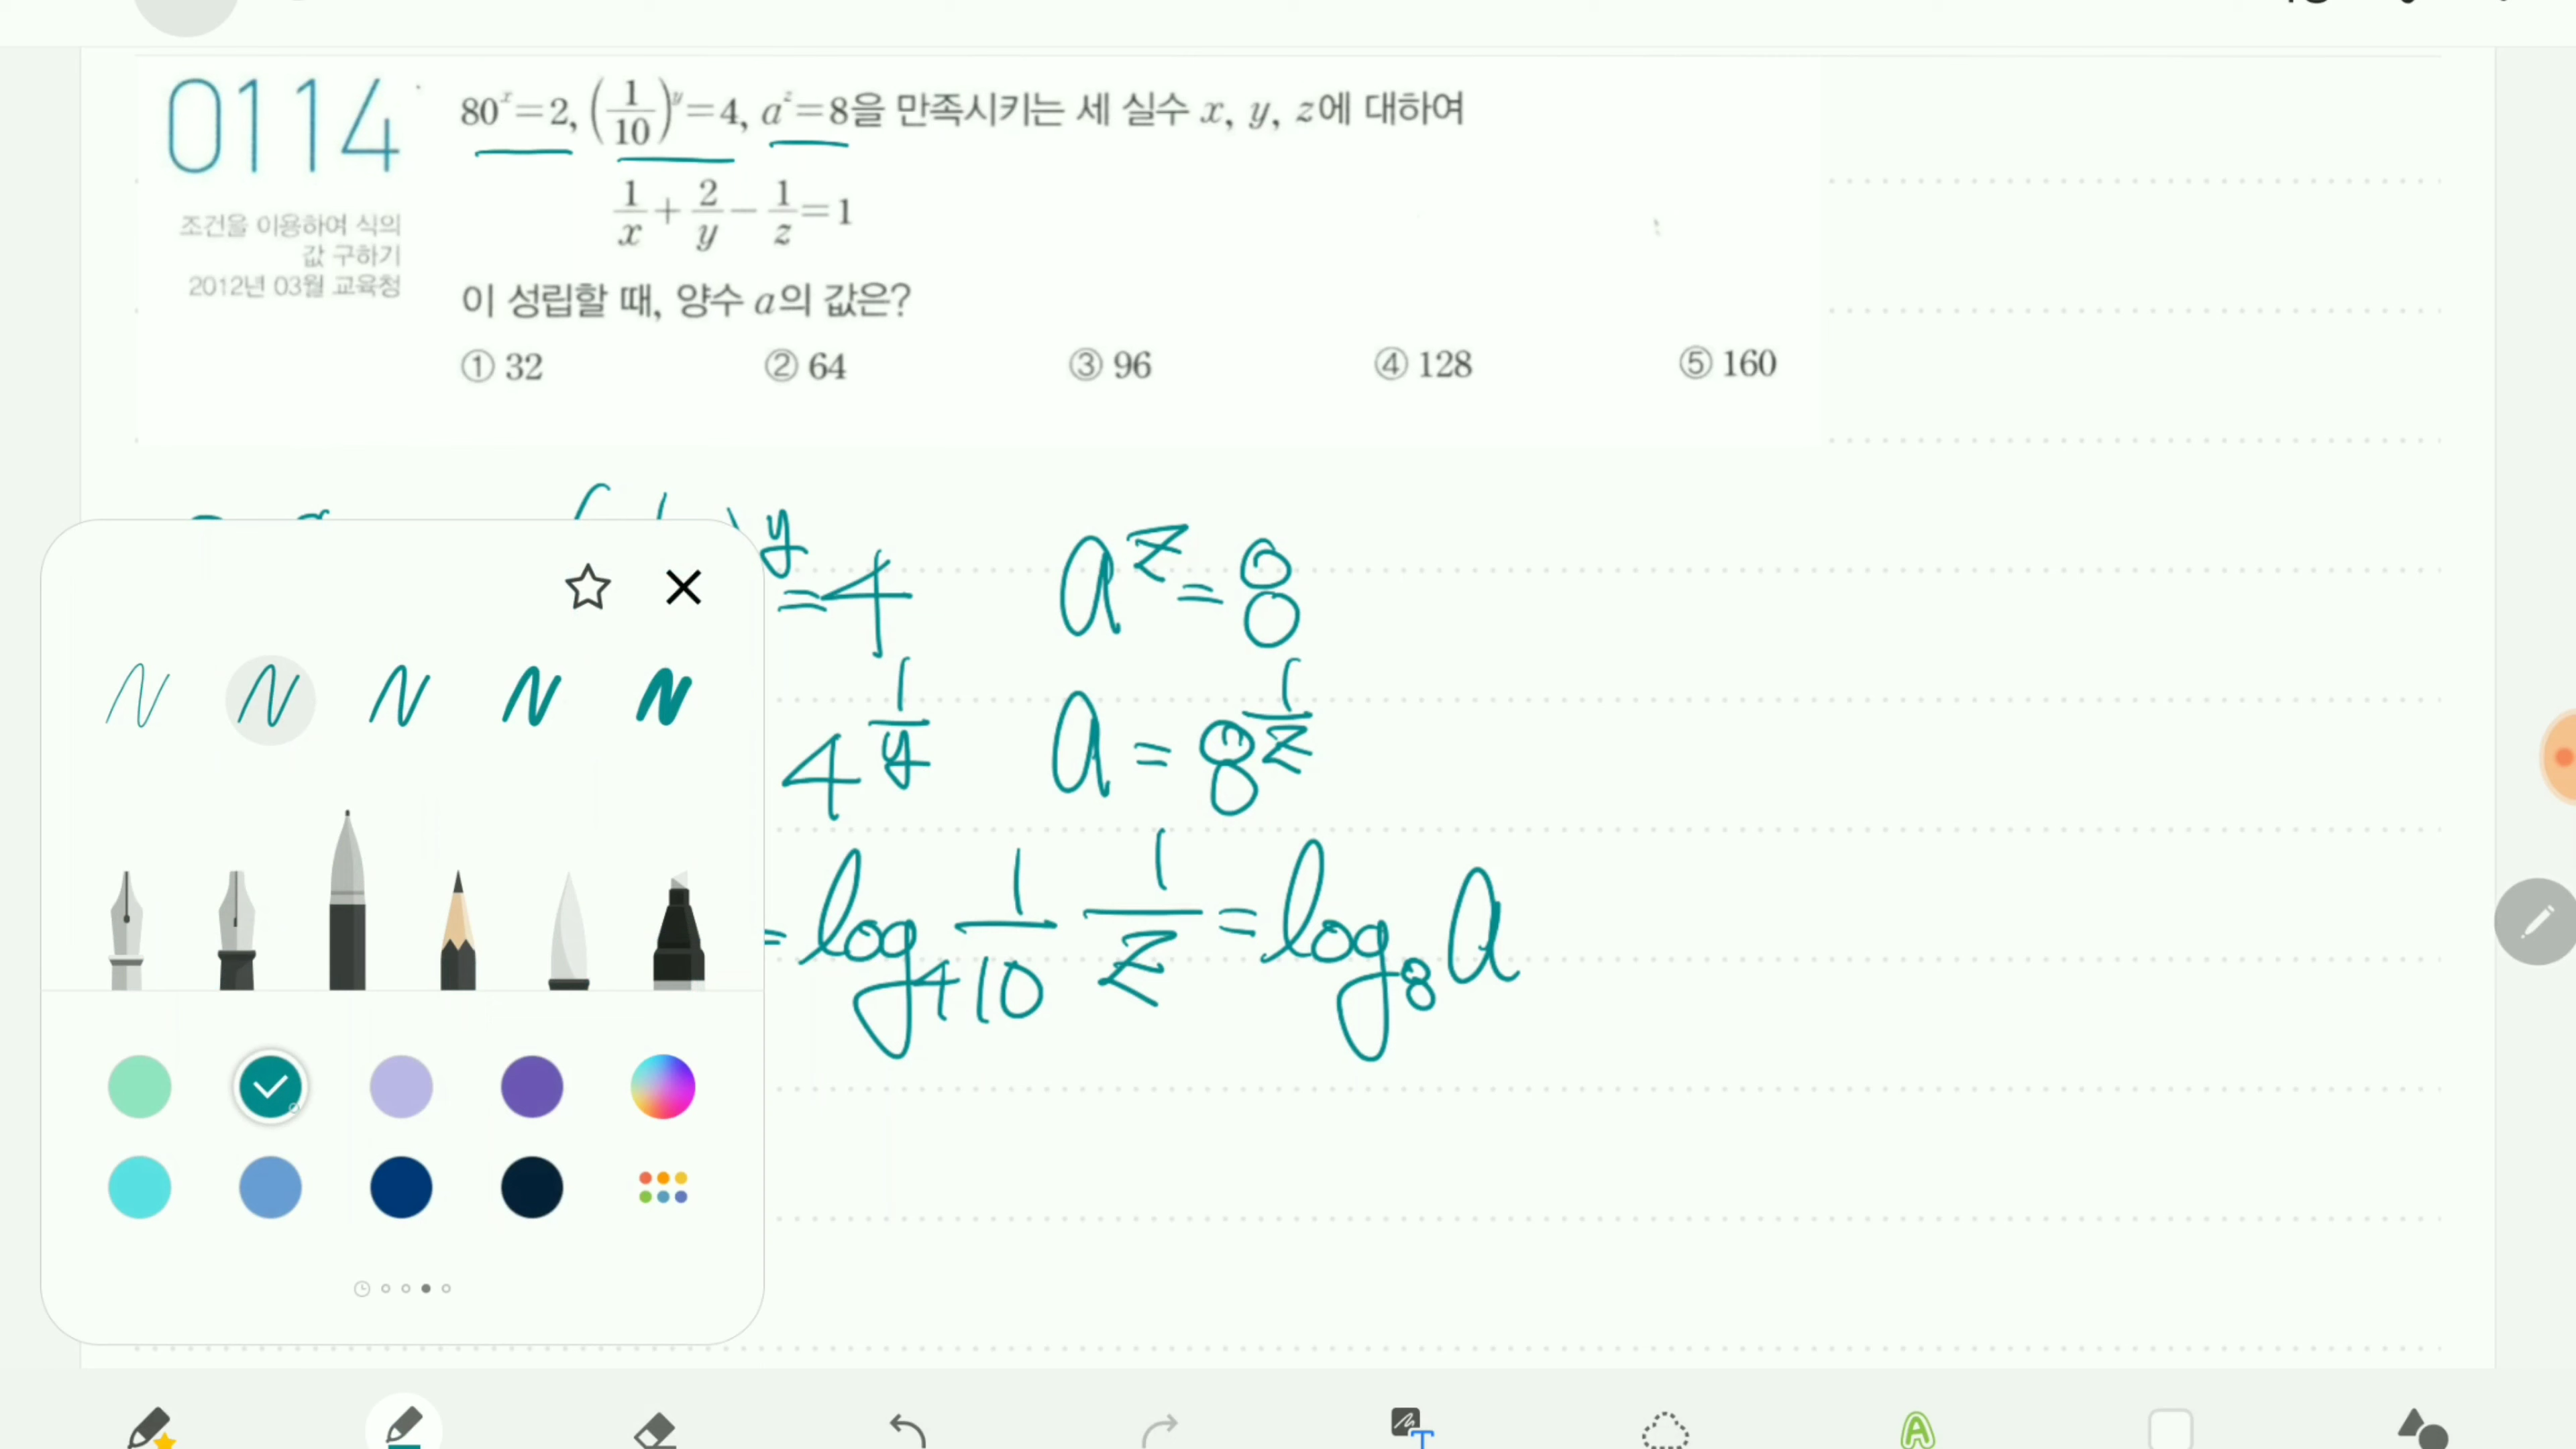 0114
조건을 이용하여 식의
값 구하기
2012년 03월 교육청
80^x=2, (1/10)^y=4, a^z=8을 만족시키는 세 실수 x, y, z에 대하여
1/x + 2/y − 1/z = 1
이 성립할 때, 양수 a의 값은?
① 32 ② 64 ③ 96 ④ 128 ⑤ 160
y=4 a^z=8
4^(1/y) a=8^(1/z)
=log_4 1/10 1/z=log_8 a
T
A